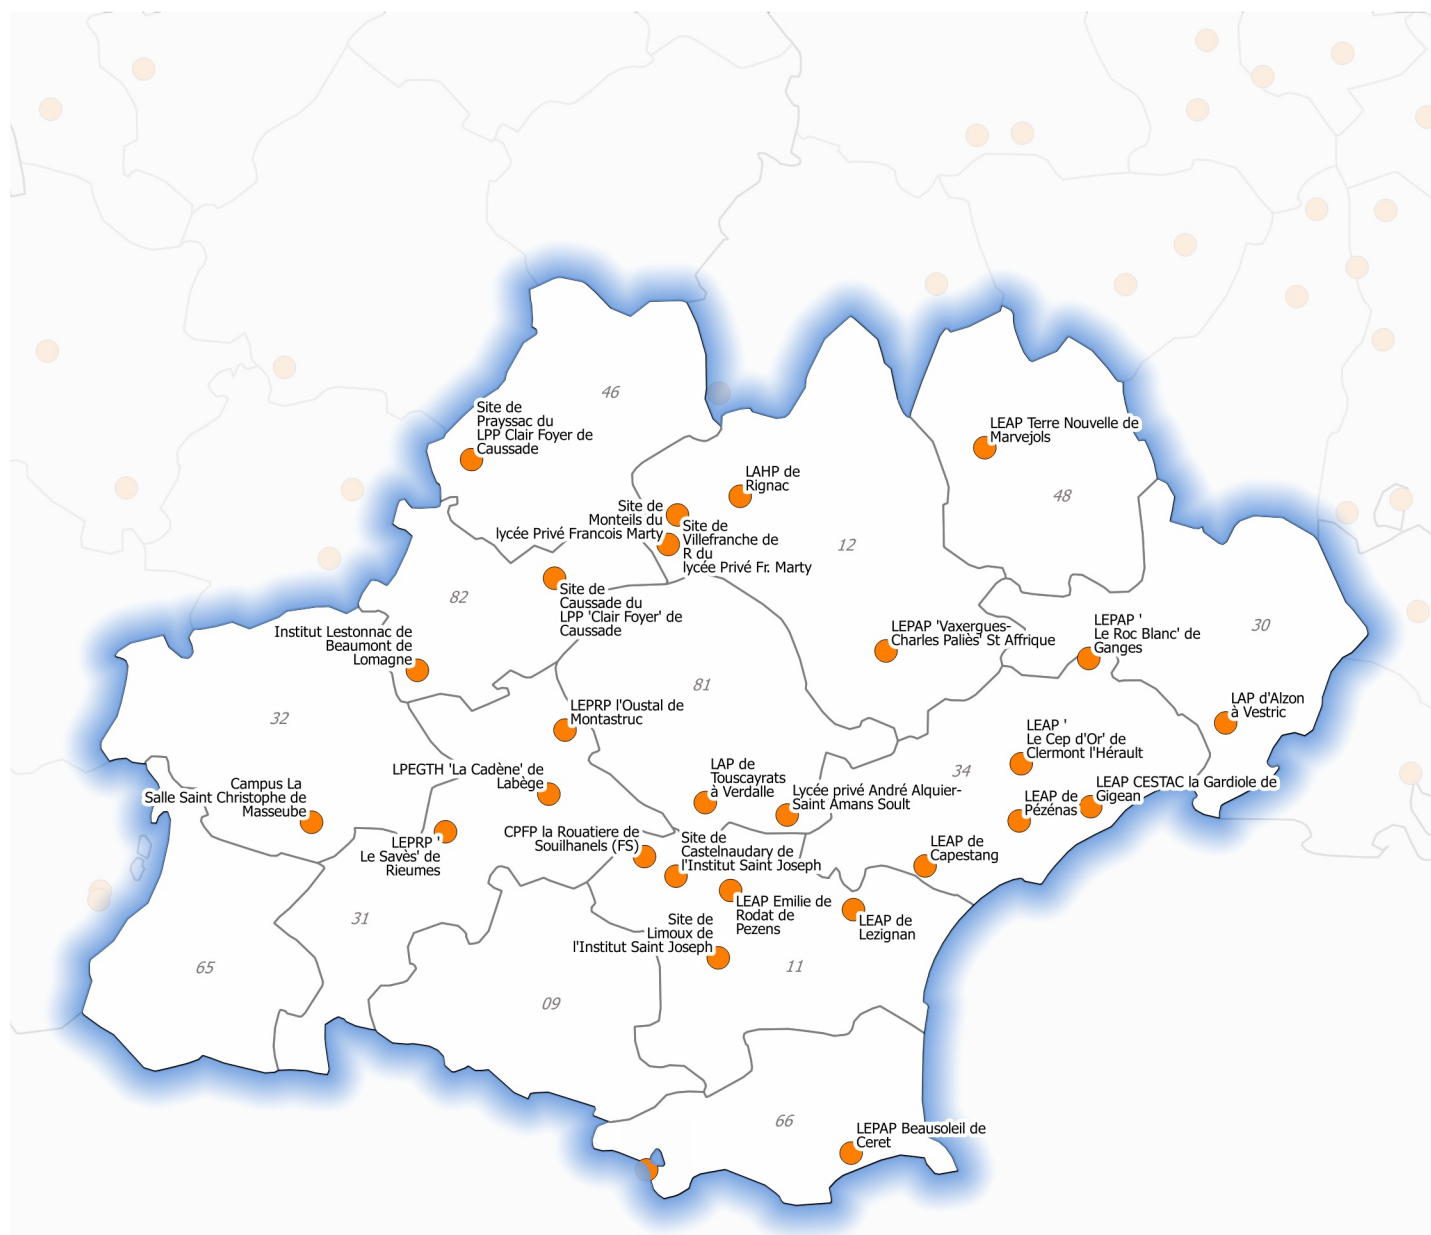 46
Site de
Prayssac du
LPP Clair Foyer de
Caussade
LEAP Terre Nouvelle de
Marvejols
48
LAHP de
Rignac
Site de
Monteils du
lycée Privé Francois Marty
Site de
Villefranche de
R du
lycée Privé Fr. Marty
12
82
Site de
Caussade du
LPP 'Clair Foyer' de
Caussade
Institut Lestonnac de
Beaumont de
Lomagne
LEPAP 'Vaxergues-
Charles Paliès' St Affrique
LEPAP '
Le Roc Blanc' de
Ganges
30
81
32
LEPRP l'Oustal de
Montastruc
LAP d'Alzon
à Vestric
LEAP '
Le Cep d'Or' de
Clermont l'Hérault
34
LPEGTH 'La Cadène' de
Labège
LAP de
Touscayrats
à Verdalle
Lycée privé André Alquier-
Saint Amans Soult
LEAP CESTAC la Gardiole de
Gigean
LEAP de
Pézénas
Campus La
Salle Saint Christophe de
Masseube
LEPRP '
Le Savès' de
Rieumes
CPFP la Rouatiere de
Souilhanels (FS)
Site de
Castelnaudary de
l'Institut Saint Joseph
LEAP de
Capestang
LEAP Emilie de
Rodat de
Pezens
LEAP de
Lezignan
Site de
Limoux de
l'Institut Saint Joseph
31
65
11
09
66
LEPAP Beausoleil de
Ceret